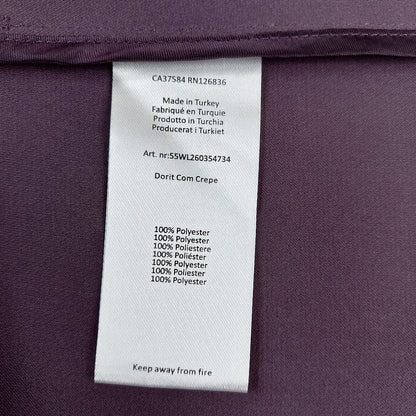 CA37584 RN126836
Made in Turkey
Fabriqué en Turquie
Prodotto in Turchia
Producerat i Turkiet
Art. nr:55WL260354734
Dorit Com Crepe
100% Polyester
100% Polyester
100% Poliestere
100% Poliéster
100% Polyester
100% Polyester
100% Polyester
Keep away from fire